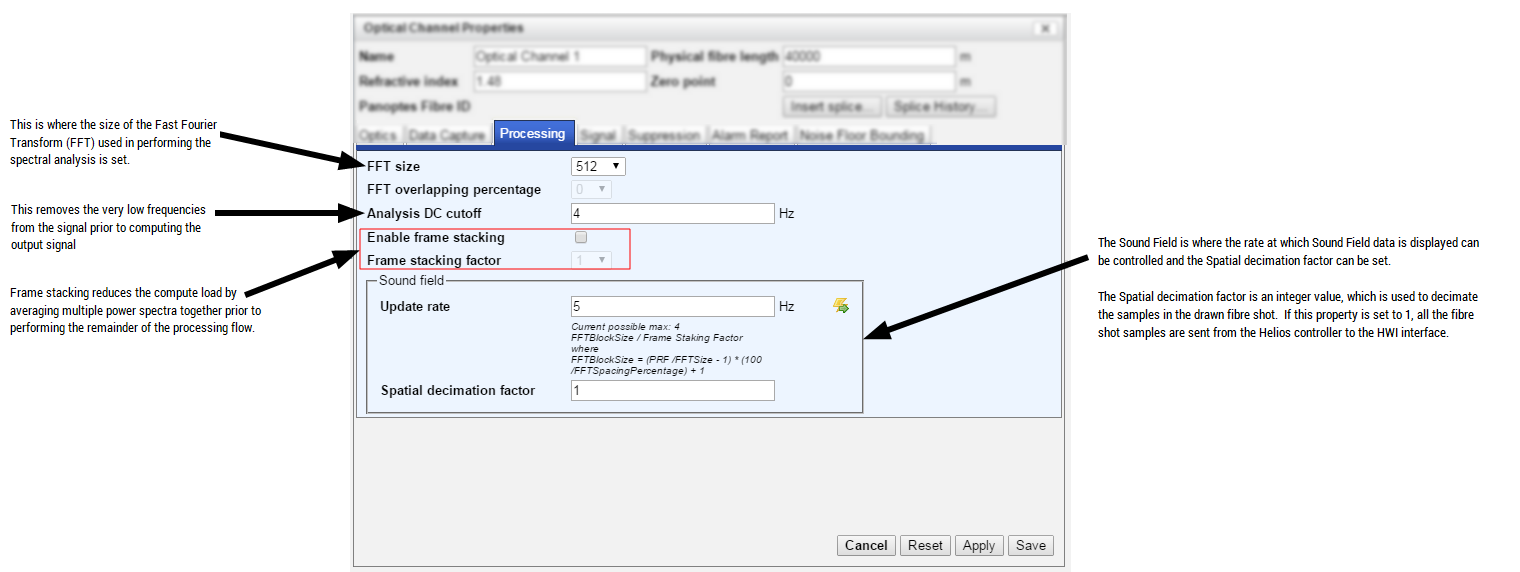 Optical Channel Properties
Name Optical Channel 1 Physical fibre length 40000 m
Refractive index 1.48 Zero point 0 m
Panoptes Fibre ID Insert splice... Splice History...
Optics Data Capture Processing Signal Suppression Alarm Report Noise Floor Bounding
This is where the size of the Fast Fourier
Transform (FFT) used in performing the
spectral analysis is set.
This removes the very low frequencies
from the signal prior to computing the
output signal
Frame stacking reduces the compute load by
averaging multiple power spectra together prior to
performing the remainder of the processing flow.
FFT size 512
FFT overlapping percentage 0
Analysis DC cutoff 4 Hz
Enable frame stacking
Frame stacking factor 1
Sound field
Update rate 5 Hz
Current possible max: 4
FFTBlockSize / Frame Staking Factor
where
FFTBlockSize = (PRF /FFTSize - 1) * (100
/FFTSpacingPercentage) + 1
Spatial decimation factor 1
The Sound Field is where the rate at which Sound Field data is displayed can
be controlled and the Spatial decimation factor can be set.
The Spatial decimation factor is an integer value, which is used to decimate
the samples in the drawn fibre shot. If this property is set to 1, all the fibre
shot samples are sent from the Helios controller to the HWI interface.
Cancel Reset Apply Save